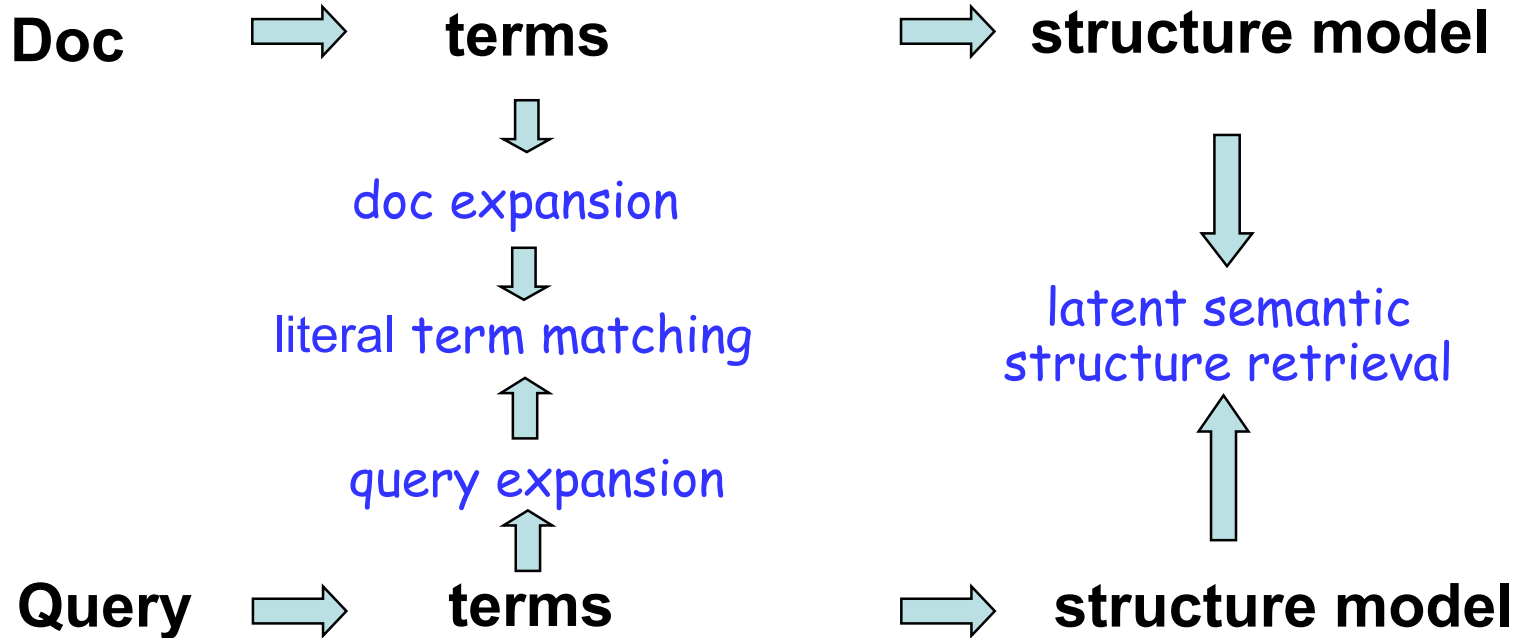 Doc terms structure model
doc expansion
literal term matching
latent semantic
structure retrieval
query expansion
Query terms structure model